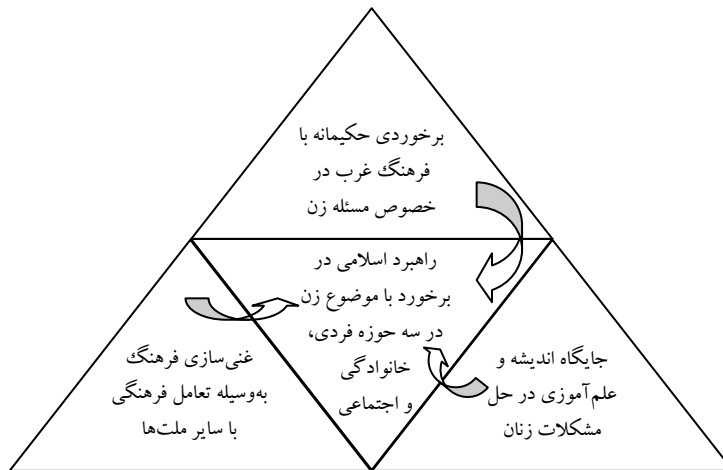 برخوردی حکیمانه با
فرهنگ غرب در
خصوص مسئله زن
راهبرد اسلامی در
برخورد با موضوع زن
در سه حوزه فردی،
خانوادگی
و اجتماعی
جایگاه اندیشه و
علم‌آموزی در حل
مشکلات زنان
غنی‌سازی فرهنگ
به‌وسیله تعامل فرهنگی
با سایر ملت‌ها